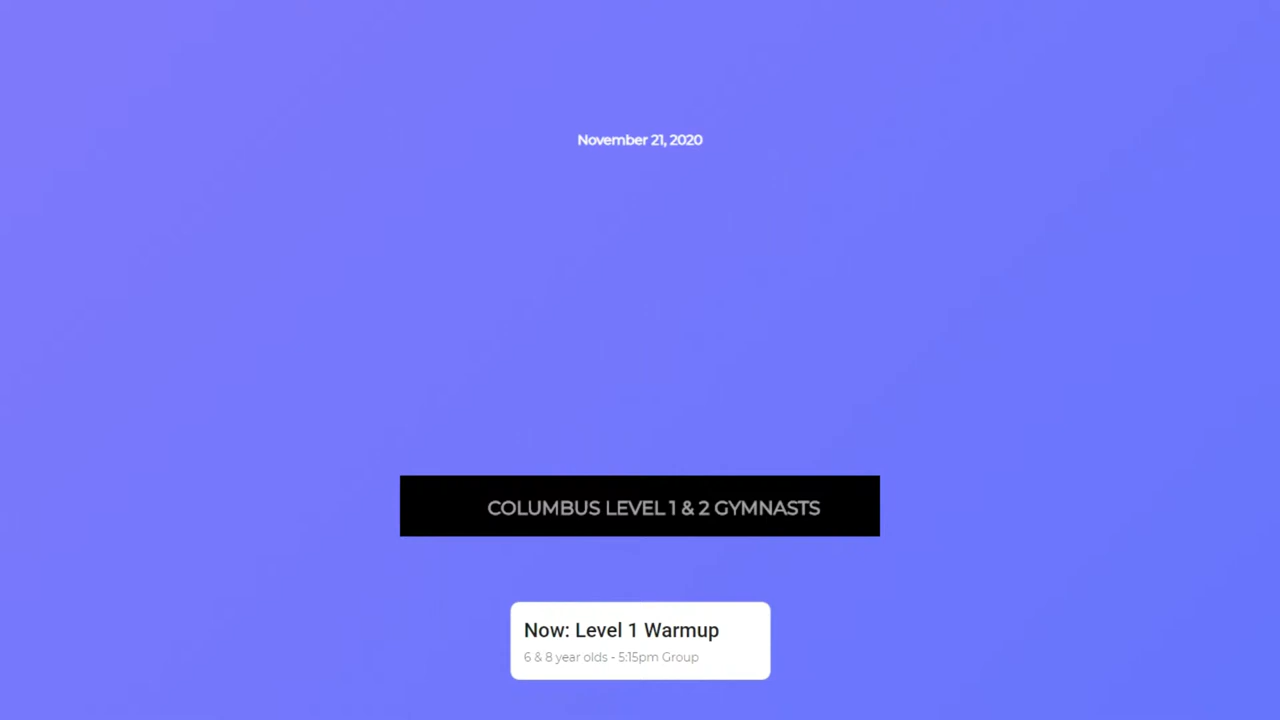 November 21, 2020
COLUMBUS LEVEL 1 & 2 GYMNASTS
Now: Level 1 Warmup
6 & 8 year olds - 5:15pm Group